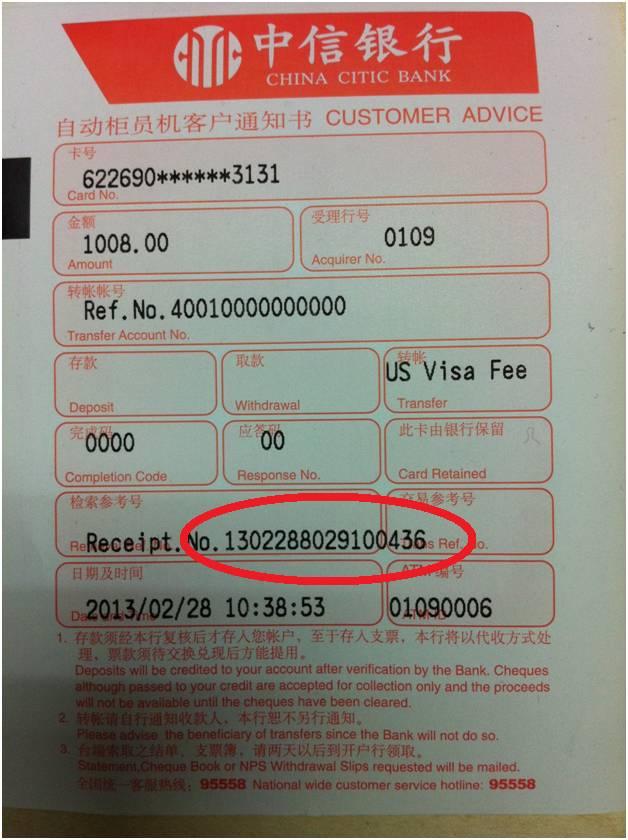 中信银行
CHINA CITIC BANK
自动柜员机客户通知书 CUSTOMER ADVICE
卡号
622690******3131
Card No.
金额
1008.00
Amount
受理行号
0109
Acquirer No.
转帐帐号
Ref.No.40010000000000
Transfer Account No.
存款
Deposit
取款
Withdrawal
转帐
US Visa Fee
Transfer
完成码
0000
Completion Code
应答码
00
Response No.
此卡由银行保留
Card Retained
检索参考号
Receipt.No.1302288029100436
交易参考号
Trans Ref. No.
日期及时间
2013/02/28 10:38:53
Date and Time
ATM 编号
01090006
ATM ID
1. 存款须经本行复核后才存入您帐户，至于存入支票，本行将以代收方式处
理，票款须待交换兑现后方能提用。
Deposits will be credited to your account after verification by the Bank. Cheques
although passed to your credit are accepted for collection only and the proceeds
will not be available until the cheques have been cleared.
2. 转帐请自行通知收款人，本行恕不另行通知。
Please advise the beneficiary of transfers since the Bank will not do so.
3. 台端索取之结单、支票簿，请两天以后到开户行领取。
Statement,Cheque Book or NPS Withdrawal Slips requested will be mailed.
全国统一客服热线: 95558 National wide customer service hotline: 95558